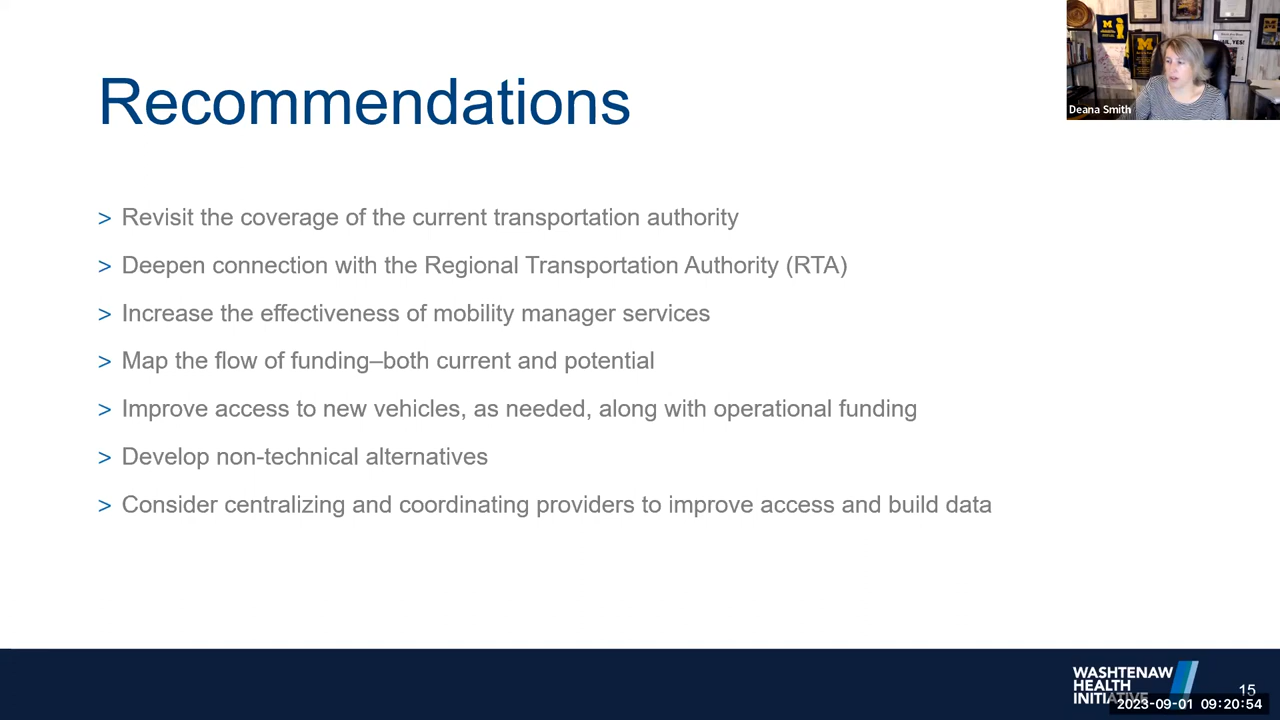 Recommendations
Deana Smith
> Revisit the coverage of the current transportation authority
> Deepen connection with the Regional Transportation Authority (RTA)
> Increase the effectiveness of mobility manager services
> Map the flow of funding–both current and potential
> Improve access to new vehicles, as needed, along with operational funding
> Develop non-technical alternatives
> Consider centralizing and coordinating providers to improve access and build data
WASHTENAW
HEALTH
INITIATIVE
15
2023-09-01 09:20:54